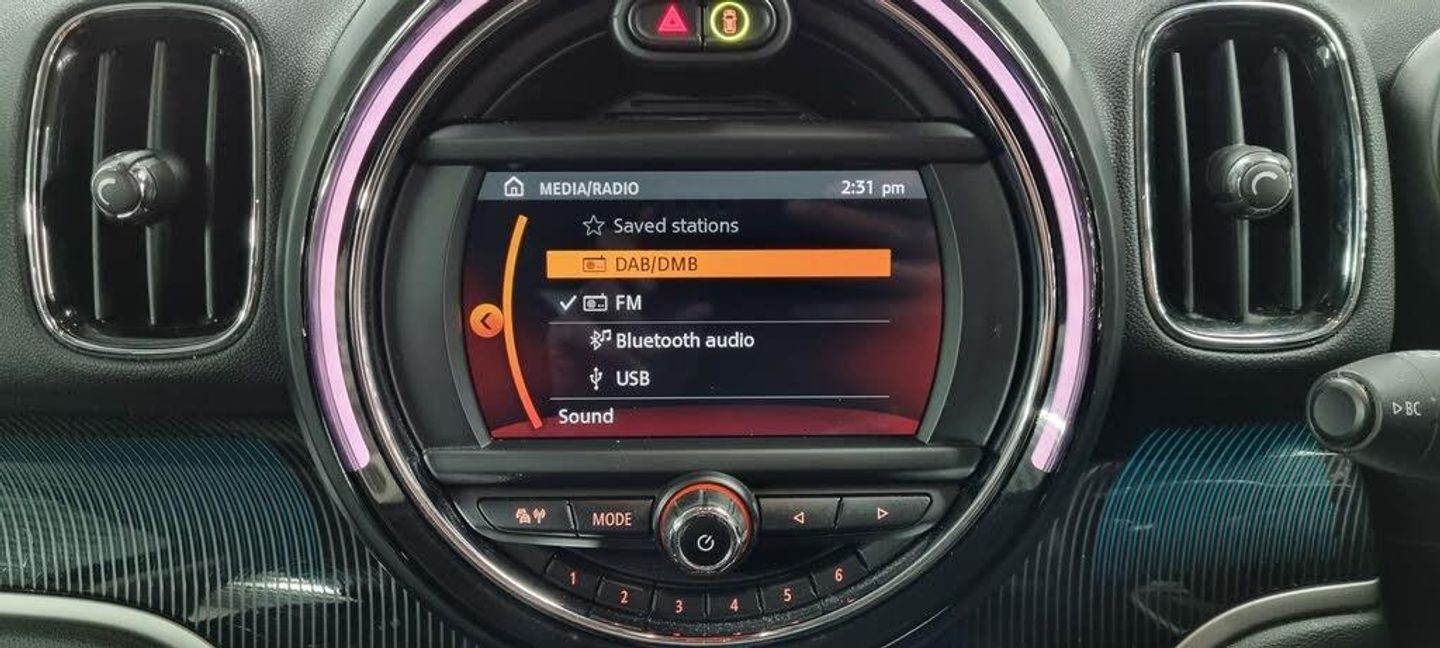 MEDIA/RADIO 2:31 pm
Saved stations
DAB/DMB
FM
Bluetooth audio
USB
Sound
BC
MODE
1 2 3 4 5 6